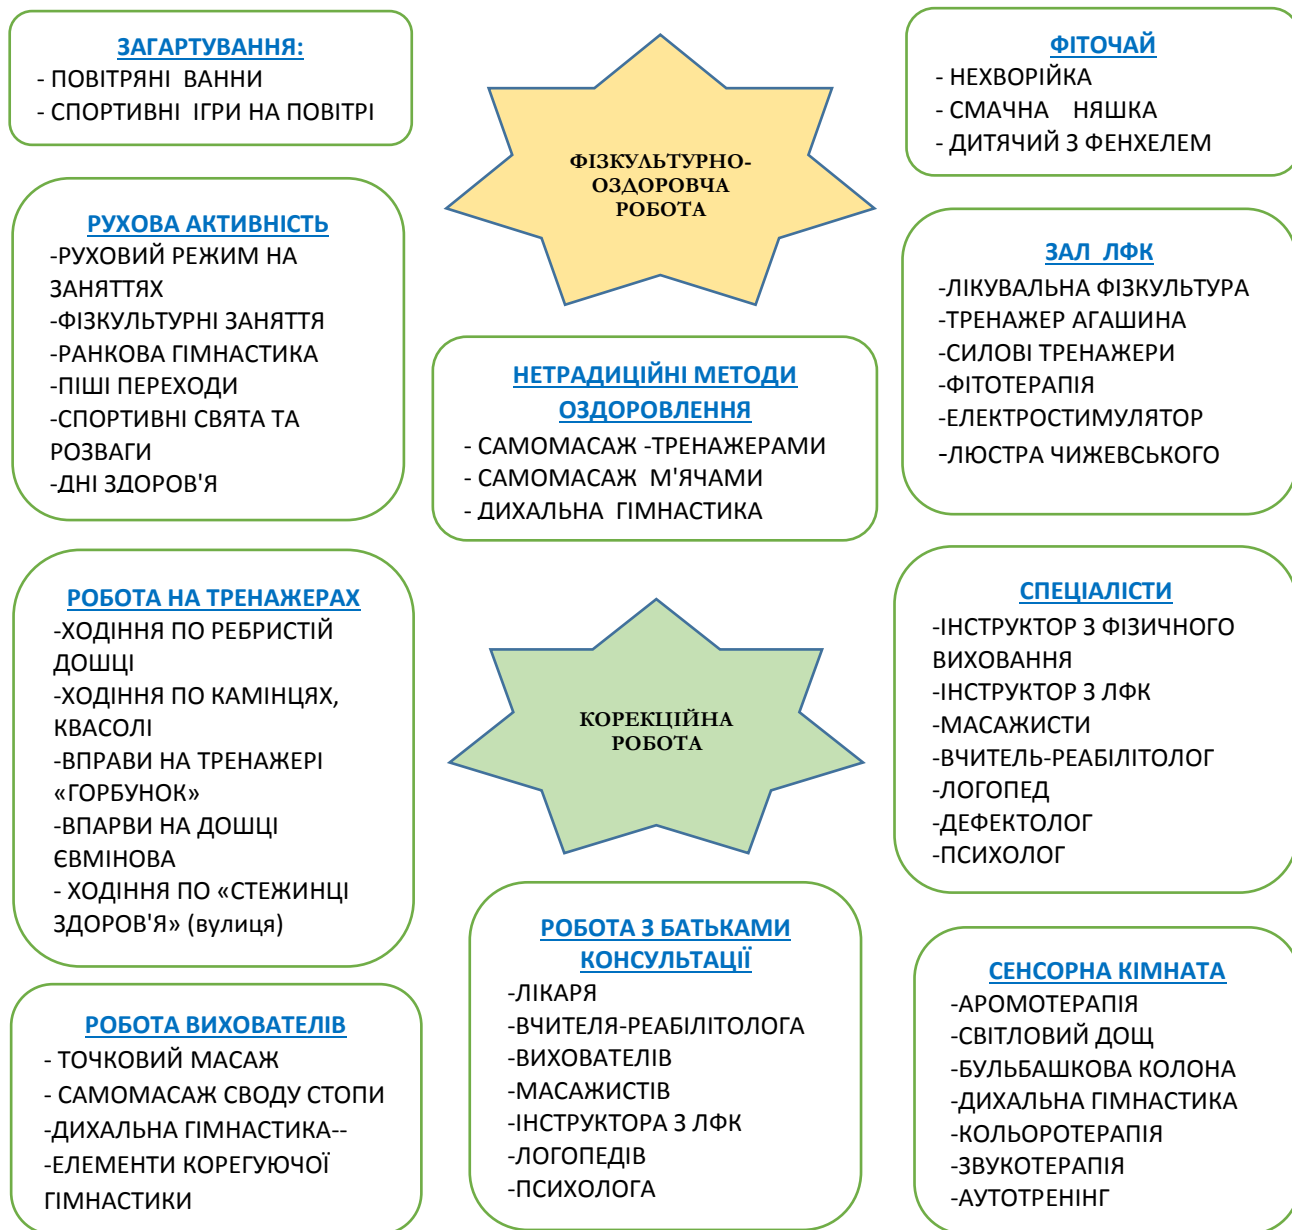 ЗАГАРТУВАННЯ:
- ПОВІТРЯНІ ВАННИ
- СПОРТИВНІ ІГРИ НА ПОВІТРІ
ФІЗКУЛЬТУРНО-
ОЗДОРОВЧА
РОБОТА
ФІТОЧАЙ
- НЕХВОРІЙКА
- СМАЧНА НЯШКА
- ДИТЯЧИЙ З ФЕНХЕЛЕМ
РУХОВА АКТИВНІСТЬ
-РУХОВИЙ РЕЖИМ НА
ЗАНЯТТЯХ
-ФІЗКУЛЬТУРНІ ЗАНЯТТЯ
-РАНКОВА ГІМНАСТИКА
-ПІШІ ПЕРЕХОДИ
-СПОРТИВНІ СВЯТА ТА
РОЗВАГИ
-ДНІ ЗДОРОВ'Я
НЕТРАДИЦІЙНІ МЕТОДИ
ОЗДОРОВЛЕННЯ
- САМОМАСАЖ -ТРЕНАЖЕРАМИ
- САМОМАСАЖ М'ЯЧАМИ
- ДИХАЛЬНА ГІМНАСТИКА
ЗАЛ ЛФК
-ЛІКУВАЛЬНА ФІЗКУЛЬТУРА
-ТРЕНАЖЕР АГАШИНА
-СИЛОВІ ТРЕНАЖЕРИ
-ФІТОТЕРАПІЯ
-ЕЛЕКТРОСТИМУЛЯТОР
-ЛЮСТРА ЧИЖЕВСЬКОГО
РОБОТА НА ТРЕНАЖЕРАХ
-ХОДІННЯ ПО РЕБРИСТІЙ
ДОШЦІ
-ХОДІННЯ ПО КАМІНЦЯХ,
КВАСОЛІ
-ВПРАВИ НА ТРЕНАЖЕРІ
«ГОРБУНОК»
-ВПАРВИ НА ДОШЦІ
ЄВМІНОВА
- ХОДІННЯ ПО «СТЕЖИНЦІ
ЗДОРОВ'Я» (вулиця)
КОРЕКЦІЙНА
РОБОТА
СПЕЦІАЛІСТИ
-ІНСТРУКТОР З ФІЗИЧНОГО
ВИХОВАННЯ
-ІНСТРУКТОР З ЛФК
-МАСАЖИСТИ
-ВЧИТЕЛЬ-РЕАБІЛІТОЛОГ
-ЛОГОПЕД
-ДЕФЕКТОЛОГ
-ПСИХОЛОГ
РОБОТА ВИХОВАТЕЛІВ
- ТОЧКОВИЙ МАСАЖ
- САМОМАСАЖ СВОДУ СТОПИ
-ДИХАЛЬНА ГІМНАСТИКА--
-ЕЛЕМЕНТИ КОРЕГУЮЧОЇ
ГІМНАСТИКИ
РОБОТА З БАТЬКАМИ
КОНСУЛЬТАЦІЇ
-ЛІКАРЯ
-ВЧИТЕЛЯ-РЕАБІЛІТОЛОГА
-ВИХОВАТЕЛІВ
-МАСАЖИСТІВ
-ІНСТРУКТОРА З ЛФК
-ЛОГОПЕДІВ
-ПСИХОЛОГА
СЕНСОРНА КІМНАТА
-АРОМОТЕРАПІЯ
-СВІТЛОВИЙ ДОЩ
-БУЛЬБАШКОВА КОЛОНА
-ДИХАЛЬНА ГІМНАСТИКА
-КОЛЬОРОТЕРАПІЯ
-ЗВУКОТЕРАПІЯ
-АУТОТРЕНІНГ